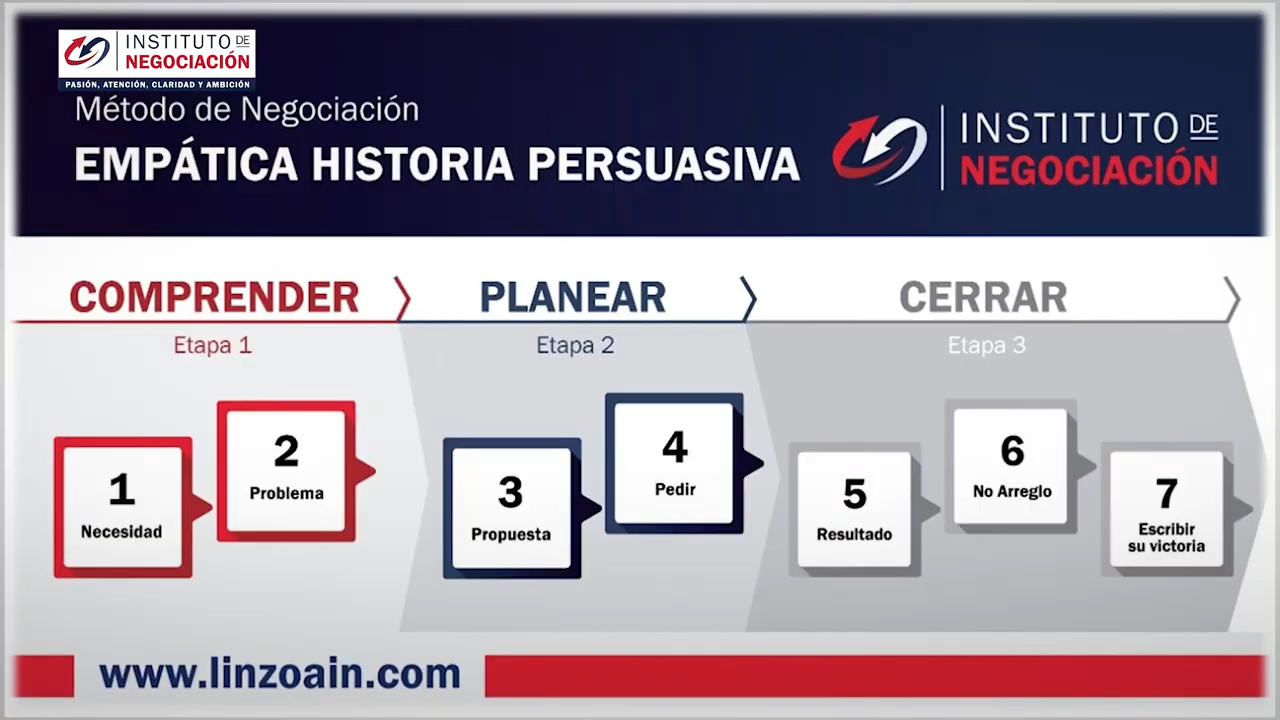 INSTITUTO DE
NEGOCIACIÓN
PASIÓN, ATENCIÓN, CLARIDAD Y AMBICIÓN
Método de Negociación
EMPÁTICA HISTORIA PERSUASIVA
INSTITUTO DE
NEGOCIACIÓN
COMPRENDER
Etapa 1
PLANEAR
Etapa 2
CERRAR
Etapa 3
1
Necesidad
2
Problema
3
Propuesta
4
Pedir
5
Resultado
6
No Arreglo
7
Escribir
su victoria
www.linzoain.com